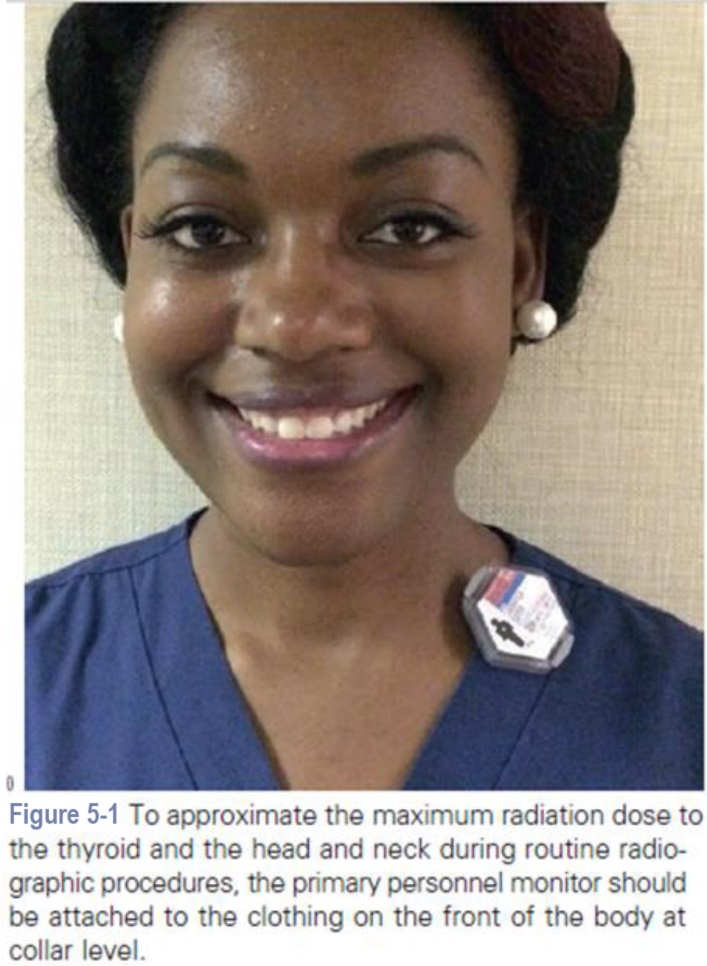 Figure 5-1 To approximate the maximum radiation dose to
the thyroid and the head and neck during routine radio-
graphic procedures, the primary personnel monitor should
be attached to the clothing on the front of the body at
collar level.